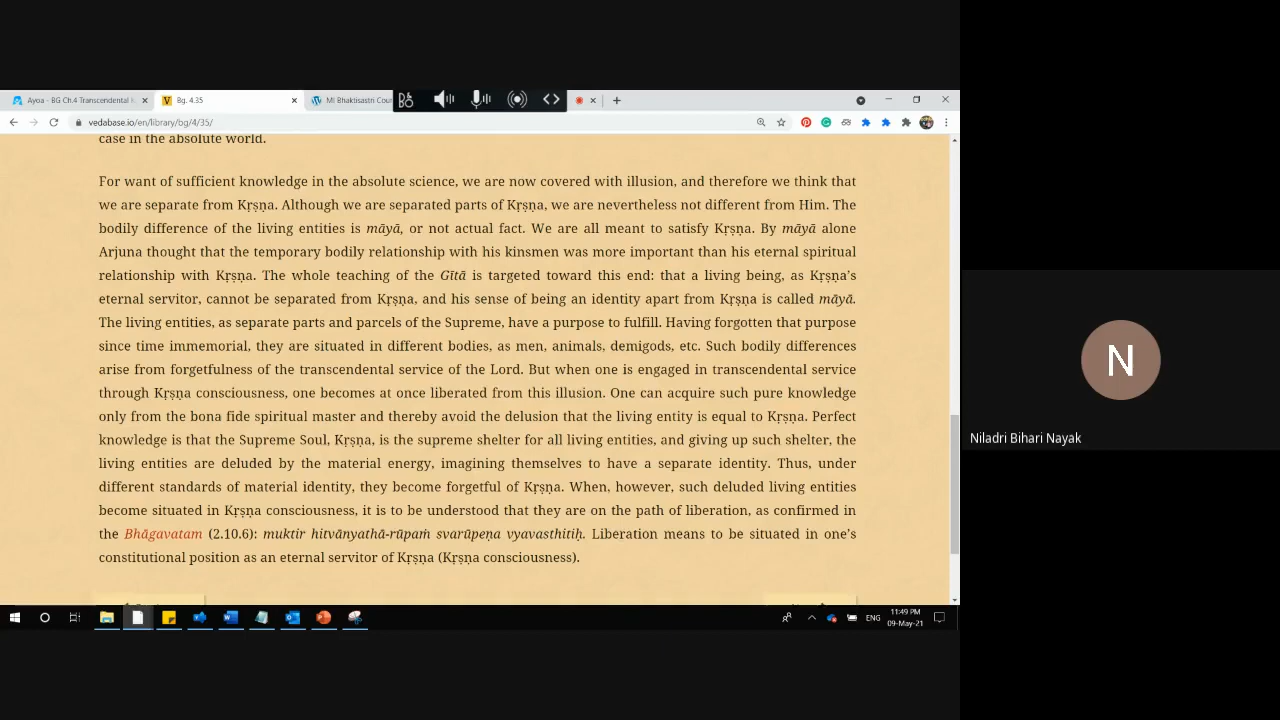 Ayoa - BG Ch.4 Transcendental
Bg. 4.35
MI Bhaktisastri Cour
vedabase.io/en/library/bg/4/35/
case in the absolute world.
For want of sufficient knowledge in the absolute science, we are now covered with illusion, and therefore we think that
we are separate from Kṛṣṇa. Although we are separated parts of Kṛṣṇa, we are nevertheless not different from Him. The
bodily difference of the living entities is māyā, or not actual fact. We are all meant to satisfy Kṛṣṇa. By māyā alone
Arjuna thought that the temporary bodily relationship with his kinsmen was more important than his eternal spiritual
relationship with Kṛṣṇa. The whole teaching of the Gītā is targeted toward this end: that a living being, as Kṛṣṇa's
eternal servitor, cannot be separated from Kṛṣṇa, and his sense of being an identity apart from Kṛṣṇa is called māyā.
The living entities, as separate parts and parcels of the Supreme, have a purpose to fulfill. Having forgotten that purpose
since time immemorial, they are situated in different bodies, as men, animals, demigods, etc. Such bodily differences
arise from forgetfulness of the transcendental service of the Lord. But when one is engaged in transcendental service
through Kṛṣṇa consciousness, one becomes at once liberated from this illusion. One can acquire such pure knowledge
only from the bona fide spiritual master and thereby avoid the delusion that the living entity is equal to Kṛṣṇa. Perfect
knowledge is that the Supreme Soul, Kṛṣṇa, is the supreme shelter for all living entities, and giving up such shelter, the
living entities are deluded by the material energy, imagining themselves to have a separate identity. Thus, under
different standards of material identity, they become forgetful of Kṛṣṇa. When, however, such deluded living entities
become situated in Kṛṣṇa consciousness, it is to be understood that they are on the path of liberation, as confirmed in
the Bhāgavatam (2.10.6): muktir hitvānyathā-rūpaṁ svarūpeṇa vyavasthitiḥ. Liberation means to be situated in one's
constitutional position as an eternal servitor of Kṛṣṇa (Kṛṣṇa consciousness).
N
Niladri Bihari Nayak
ENG
11:49 PM
09-May-21